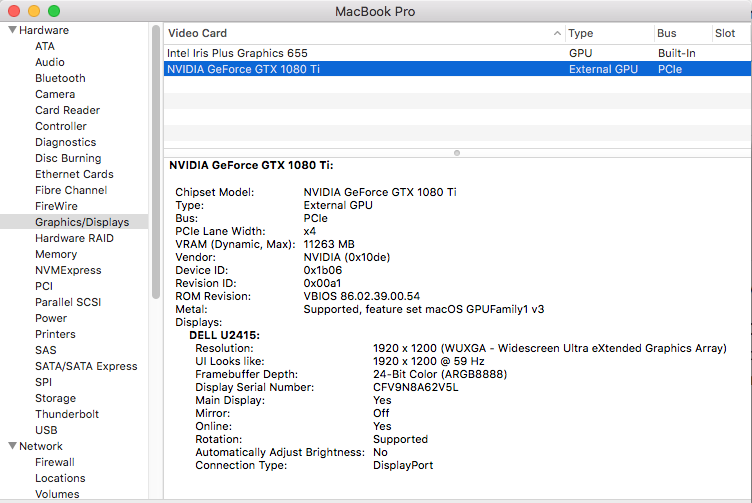 MacBook Pro
Hardware
ATA
Audio
Bluetooth
Camera
Card Reader
Controller
Diagnostics
Disc Burning
Ethernet Cards
Fibre Channel
FireWire
Graphics/Displays
Hardware RAID
Memory
NVMExpress
PCI
Parallel SCSI
Power
Printers
SAS
SATA/SATA Express
SPI
Storage
Thunderbolt
USB
Network
Firewall
Locations
Volumes
Video Card Type Bus Slot
Intel Iris Plus Graphics 655 GPU Built-In
NVIDIA GeForce GTX 1080 Ti External GPU PCIe
NVIDIA GeForce GTX 1080 Ti:
Chipset Model: NVIDIA GeForce GTX 1080 Ti
Type: External GPU
Bus: PCIe
PCIe Lane Width: x4
VRAM (Dynamic, Max): 11263 MB
Vendor: NVIDIA (0x10de)
Device ID: 0x1b06
Revision ID: 0x00a1
ROM Revision: VBIOS 86.02.39.00.54
Metal: Supported, feature set macOS GPUFamily1 v3
Displays:
DELL U2415:
Resolution: 1920 x 1200 (WUXGA - Widescreen Ultra eXtended Graphics Array)
UI Looks like: 1920 x 1200 @ 59 Hz
Framebuffer Depth: 24-Bit Color (ARGB8888)
Display Serial Number: CFV9N8A62V5L
Main Display: Yes
Mirror: Off
Online: Yes
Rotation: Supported
Automatically Adjust Brightness: No
Connection Type: DisplayPort